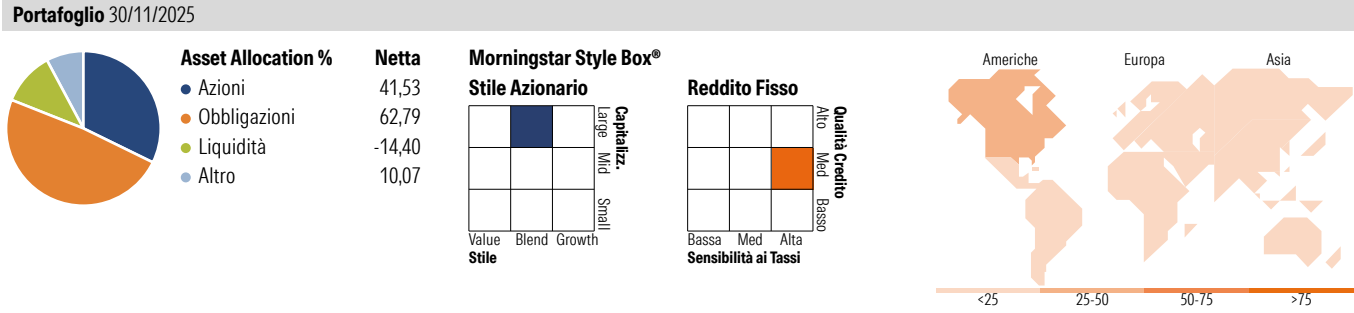 Portafoglio 30/11/2025
Asset Allocation % Netta
Azioni 41,53
Obbligazioni 62,79
Liquidità -14,40
Altro 10,07
Morningstar Style Box®
Stile Azionario
Large Mid Small
Capitalizz.
Value Blend Growth
Stile
Reddito Fisso
Alto Med Basso
Qualità Credito
Bassa Med Alta
Sensibilità ai Tassi
Americhe Europa Asia
<25 25-50 50-75 >75